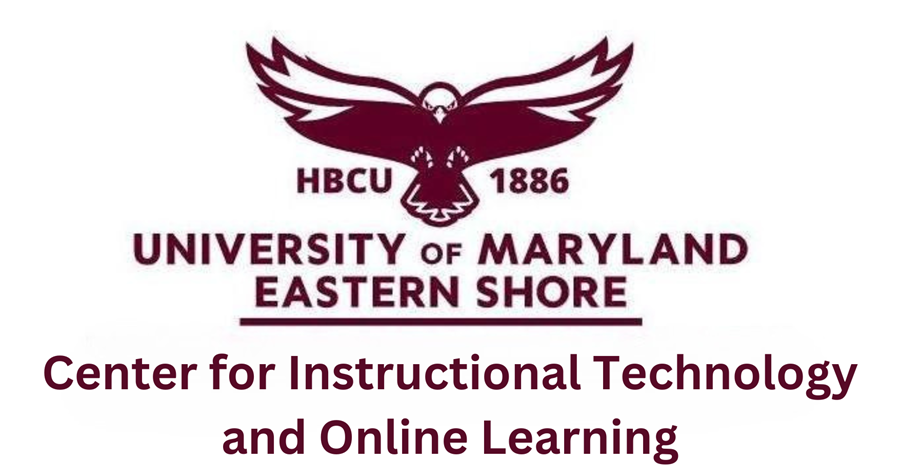 HBCU 1886
UNIVERSITY OF MARYLAND
EASTERN SHORE
Center for Instructional Technology
and Online Learning